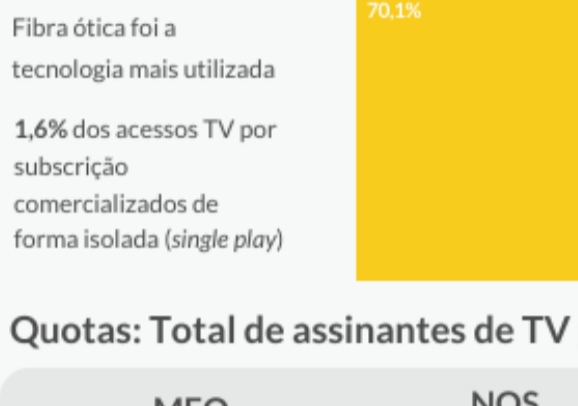 70,1%
Fibra ótica foi a
tecnologia mais utilizada
1,6% dos acessos TV por
subscrição
comercializados de
forma isolada (single play)
Quotas: Total de assinantes de TV
MEO NOS